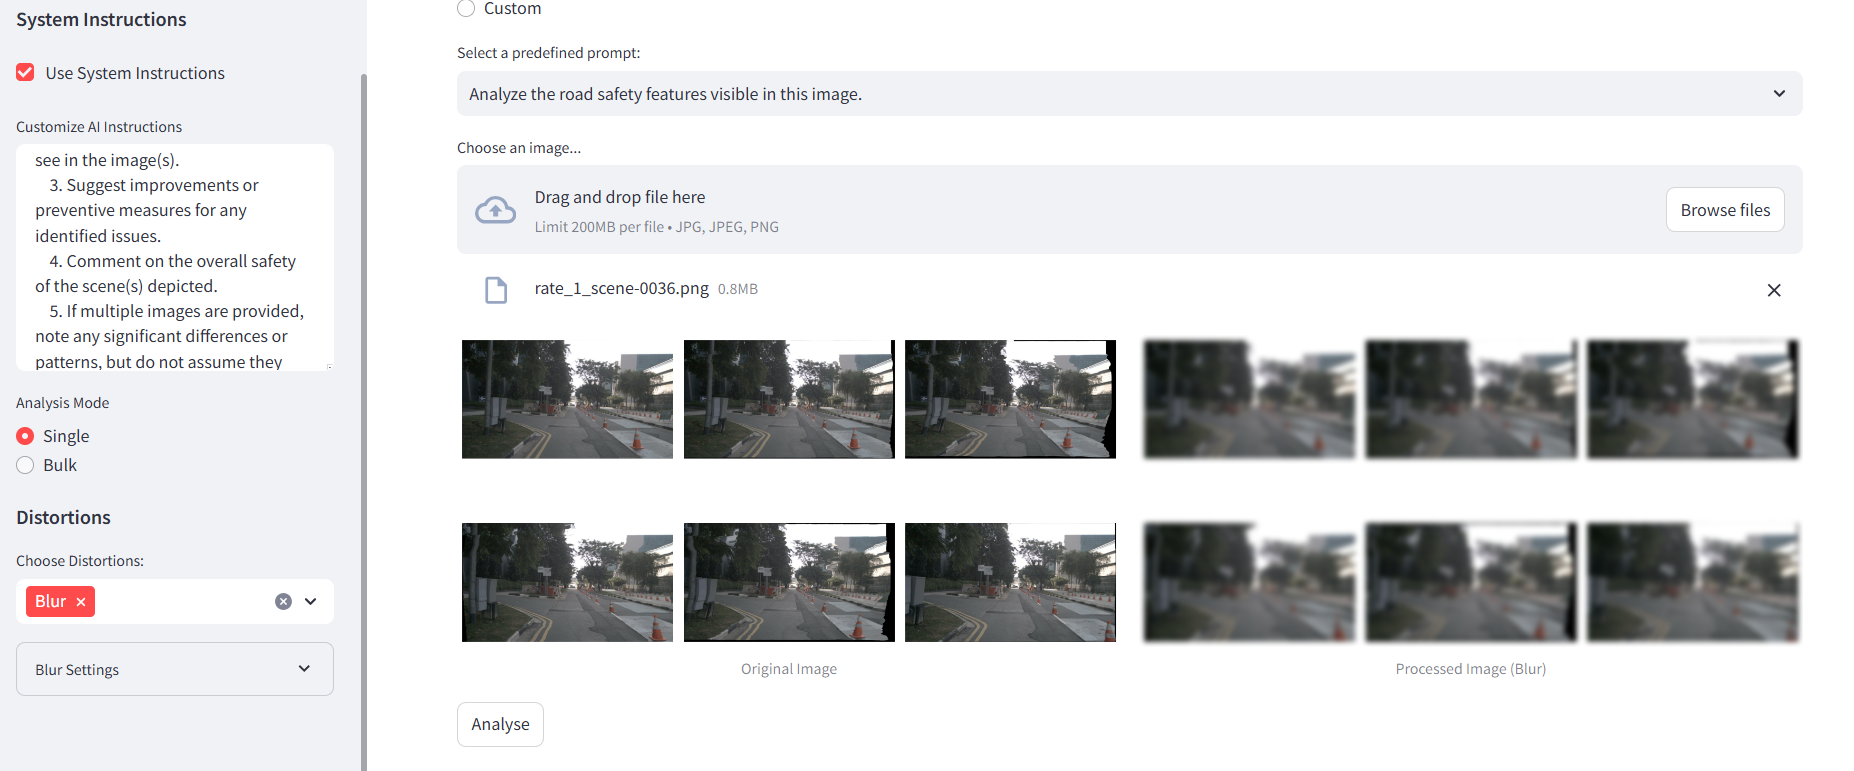 System Instructions
Use System Instructions
Customize AI Instructions
see in the image(s).
3. Suggest improvements or
preventive measures for any
identified issues.
4. Comment on the overall safety
of the scene(s) depicted.
5. If multiple images are provided,
note any significant differences or
patterns, but do not assume they
Analysis Mode
Single
Bulk
Distortions
Choose Distortions:
Blur
Blur Settings
Custom
Select a predefined prompt:
Analyze the road safety features visible in this image.
Choose an image...
Drag and drop file here
Limit 200MB per file • JPG, JPEG, PNG
Browse files
rate_1_scene-0036.png 0.8MB
Original Image
Processed Image (Blur)
Analyse